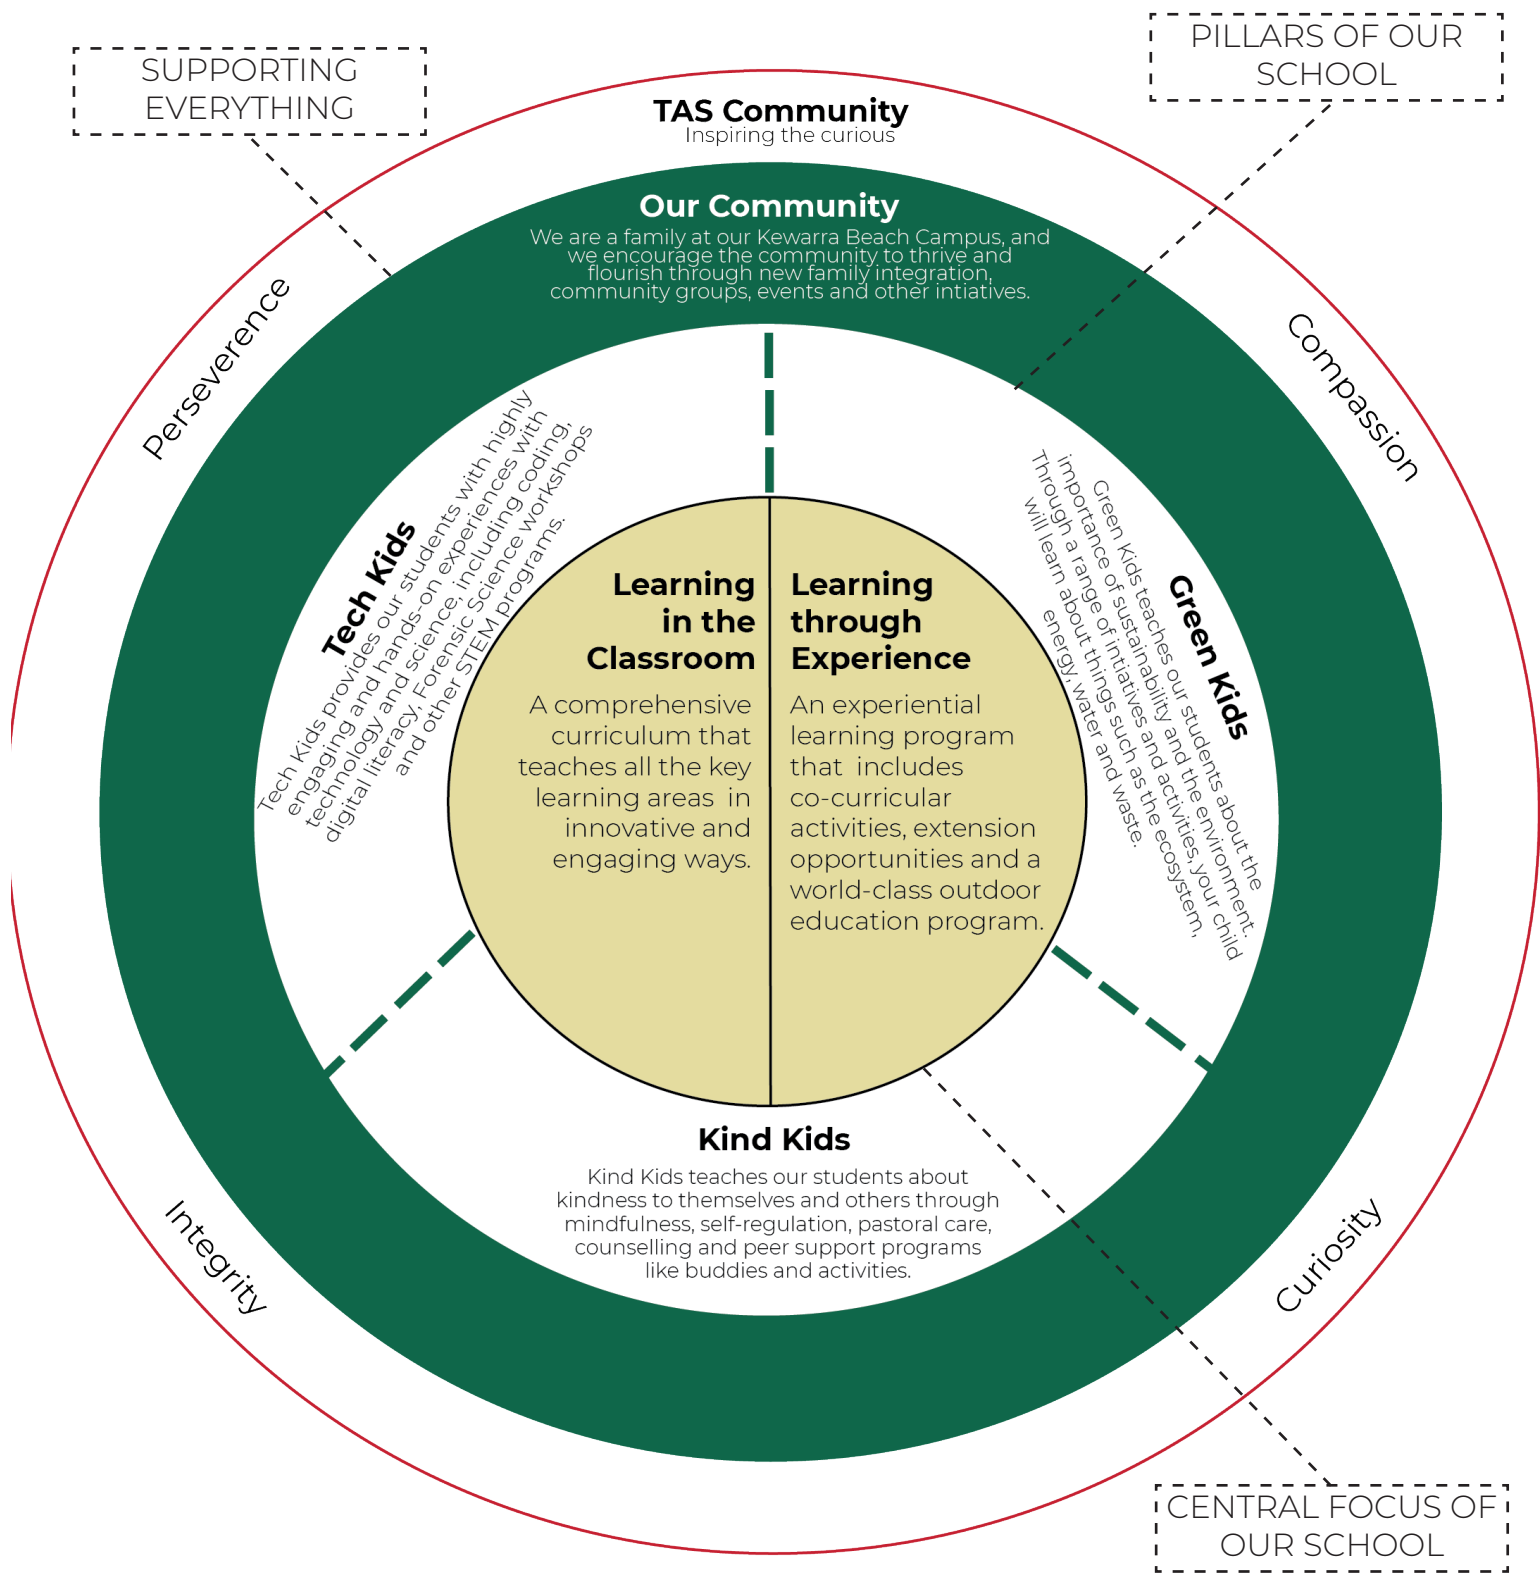 SUPPORTING
EVERYTHING
PILLARS OF OUR
SCHOOL
TAS Community
Inspiring the curious
Our Community
We are a family at our Kewarra Beach Campus, and
we encourage the community to thrive and
flourish through new family integration,
community groups, events and other intiatives.
Perseverence
Compassion
Tech Kids
Tech Kids provides our students with highly
engaging and hands-on experiences with
technology and science, including coding,
digital literacy, Forensic Science workshops
and other STEM programs.
Learning
in the
Classroom
A comprehensive
curriculum that
teaches all the key
learning areas in
innovative and
engaging ways.
Learning
through
Experience
An experiential
learning program
that includes
co-curricular
activities, extension
opportunities and a
world-class outdoor
education program.
Green Kids
Green Kids teaches our students about the
importance of sustainability and the environment.
Through a range of intiatives and activities, your child
will learn about things such as the ecosystem,
energy, water and waste.
Kind Kids
Kind Kids teaches our students about
kindness to themselves and others through
mindfulness, self-regulation, pastoral care,
counselling and peer support programs
like buddies and activities.
Integrity
Curiosity
CENTRAL FOCUS OF
OUR SCHOOL